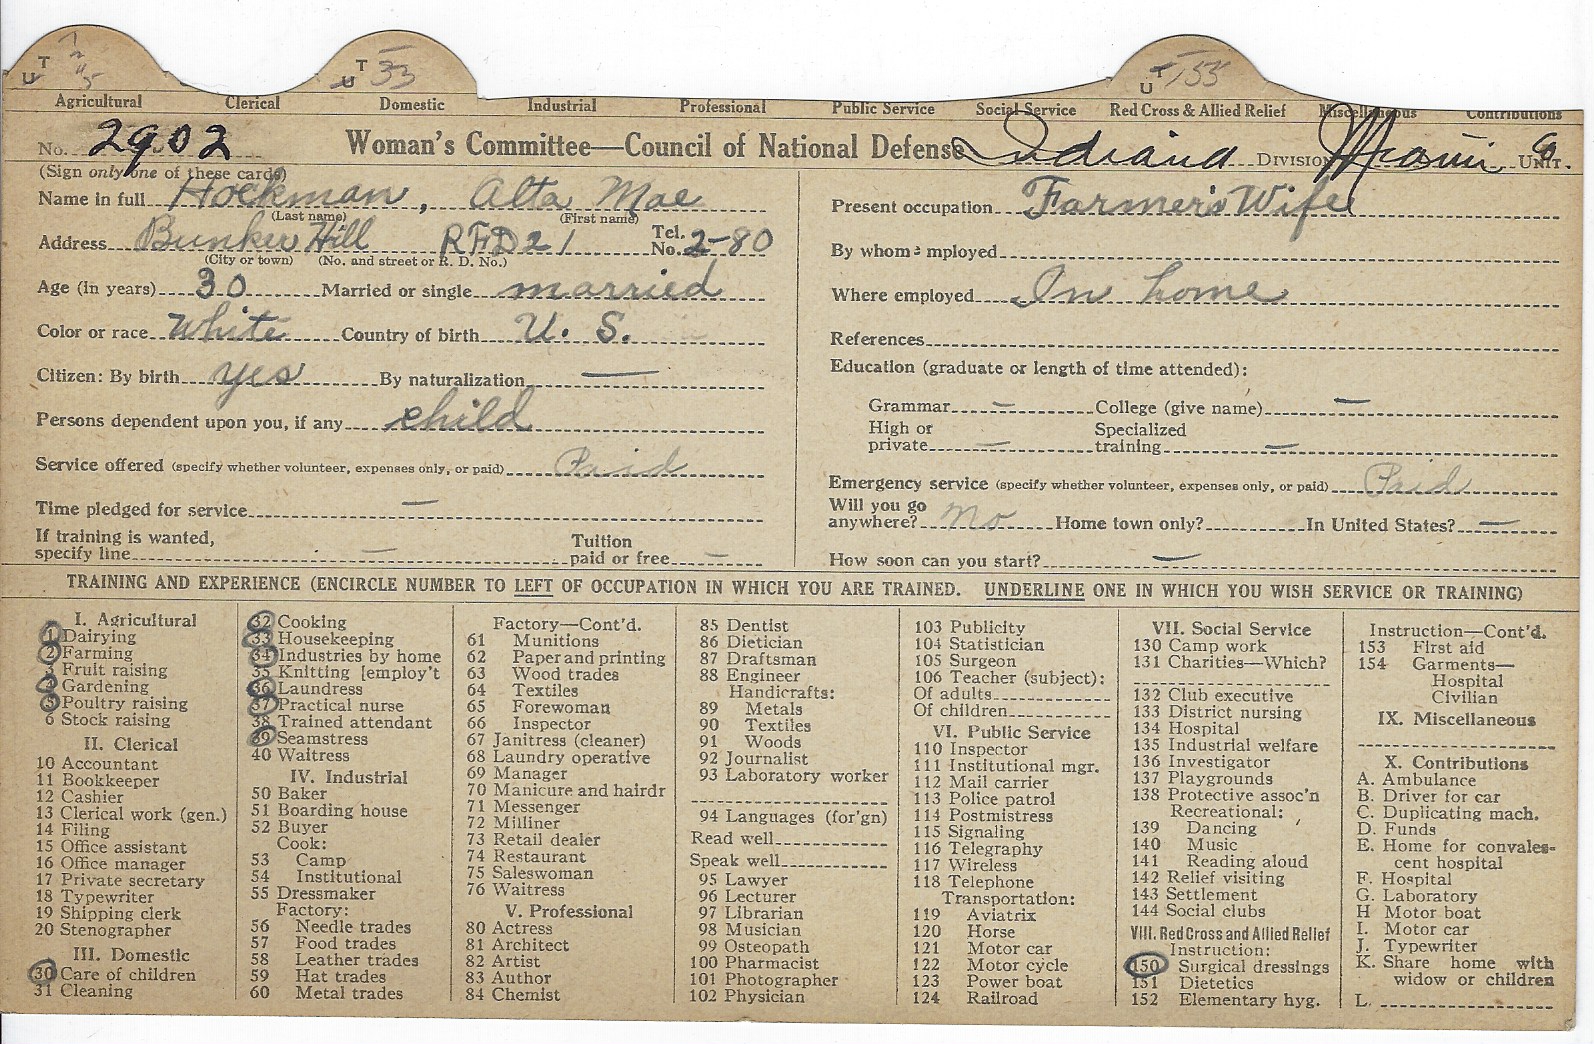 T U 1 2 4 5
T U 33
T U 155
Agricultural Clerical Domestic Industrial Professional Public Service Social Service Red Cross & Allied Relief Miscellaneous Contributions
No. 2902 Woman's Committee—Council of National Defense Indiana Division Miami 6 Unit.
(Sign only one of these cards)
Name in full Hockman, Alta Mae
(Last name) (First name)
Address Bunker Hill RFD 21 Tel. No. 2-80
(City or town) (No. and street or R. D. No.)
Age (in years) 30 Married or single married
Color or race White Country of birth U. S.
Citizen: By birth yes By naturalization —
Persons dependent upon you, if any child
Service offered (specify whether volunteer, expenses only, or paid) Paid
Time pledged for service —
If training is wanted,
specify line — Tuition paid or free —
Present occupation Farmer's Wife
By whom employed
Where employed In home
References
Education (graduate or length of time attended):
Grammar — College (give name) —
High or private — Specialized training —
Emergency service (specify whether volunteer, expenses only, or paid) Paid
Will you go
anywhere? No Home town only? In United States? —
How soon can you start? —
TRAINING AND EXPERIENCE (ENCIRCLE NUMBER TO LEFT OF OCCUPATION IN WHICH YOU ARE TRAINED. UNDERLINE ONE IN WHICH YOU WISH SERVICE OR TRAINING)
I. Agricultural
1 Dairying
2 Farming
3 Fruit raising
4 Gardening
5 Poultry raising
6 Stock raising
II. Clerical
10 Accountant
11 Bookkeeper
12 Cashier
13 Clerical work (gen.)
14 Filing
15 Office assistant
16 Office manager
17 Private secretary
18 Typewriter
19 Shipping clerk
20 Stenographer
III. Domestic
30 Care of children
31 Cleaning
32 Cooking
33 Housekeeping
34 Industries by home
35 Knitting [employ't
36 Laundress
37 Practical nurse
38 Trained attendant
39 Seamstress
40 Waitress
IV. Industrial
50 Baker
51 Boarding house
52 Buyer
Cook:
53 Camp
54 Institutional
55 Dressmaker
Factory:
56 Needle trades
57 Food trades
58 Leather trades
59 Hat trades
60 Metal trades
Factory—Cont'd.
61 Munitions
62 Paper and printing
63 Wood trades
64 Textiles
65 Forewoman
66 Inspector
67 Janitress (cleaner)
68 Laundry operative
69 Manager
70 Manicure and hairdr
71 Messenger
72 Milliner
73 Retail dealer
74 Restaurant
75 Saleswoman
76 Waitress
V. Professional
80 Actress
81 Architect
82 Artist
83 Author
84 Chemist
85 Dentist
86 Dietician
87 Draftsman
88 Engineer
Handicrafts:
89 Metals
90 Textiles
91 Woods
92 Journalist
93 Laboratory worker
94 Languages (for'gn)
Read well
Speak well
95 Lawyer
96 Lecturer
97 Librarian
98 Musician
99 Osteopath
100 Pharmacist
101 Photographer
102 Physician
103 Publicity
104 Statistician
105 Surgeon
106 Teacher (subject):
Of adults
Of children
VI. Public Service
110 Inspector
111 Institutional mgr.
112 Mail carrier
113 Police patrol
114 Postmistress
115 Signaling
116 Telegraphy
117 Wireless
118 Telephone
Transportation:
119 Aviatrix
120 Horse
121 Motor car
122 Motor cycle
123 Power boat
124 Railroad
VII. Social Service
130 Camp work
131 Charities—Which?
132 Club executive
133 District nursing
134 Hospital
135 Industrial welfare
136 Investigator
137 Playgrounds
138 Protective assoc'n
Recreational:
139 Dancing
140 Music
141 Reading aloud
142 Relief visiting
143 Settlement
144 Social clubs
VIII. Red Cross and Allied Relief
Instruction:
150 Surgical dressings
151 Dietetics
152 Elementary hyg.
Instruction—Cont'd.
153 First aid
154 Garments—
Hospital
Civilian
IX. Miscellaneous
X. Contributions
A. Ambulance
B. Driver for car
C. Duplicating mach.
D. Funds
E. Home for convales-
cent hospital
F. Hospital
G. Laboratory
H Motor boat
I. Motor car
J. Typewriter
K. Share home with
widow or children
L.